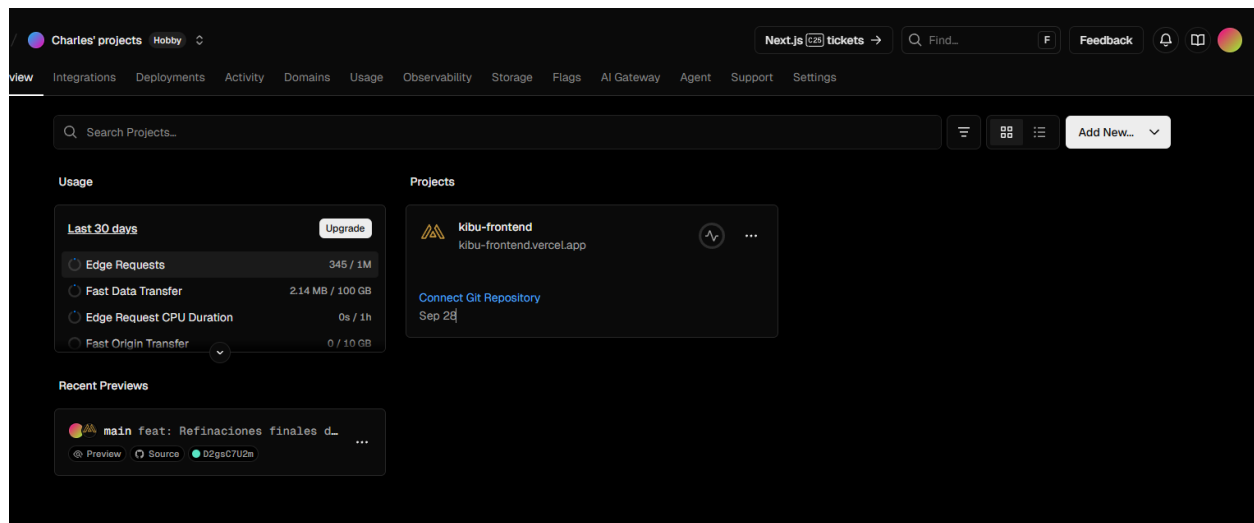 / Charles' projects Hobby
Next.js C25 tickets → Find… F Feedback
view Integrations Deployments Activity Domains Usage Observability Storage Flags AI Gateway Agent Support Settings
Search Projects… Add New...
Usage
Last 30 days Upgrade
Edge Requests 345 / 1M
Fast Data Transfer 2.14 MB / 100 GB
Edge Request CPU Duration 0s / 1h
Fast Origin Transfer 0 / 10 GB
Recent Previews
main feat: Refinaciones finales d…
Preview Source D2gsC7U2m
Projects
kibu-frontend
kibu-frontend.vercel.app
Connect Git Repository
Sep 28